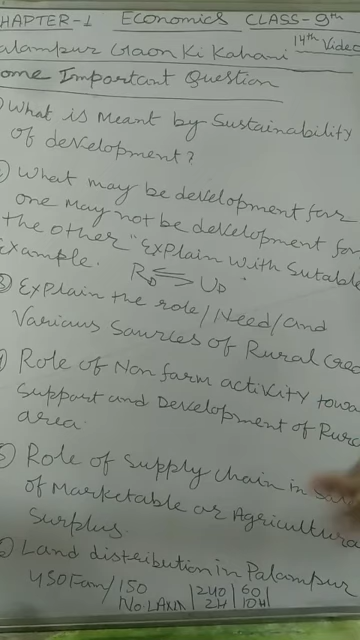 HAPTER-1 Economics CLASS-9th
alampur Gaon Ki Kahani 14th Video
ome Important Question
What is Meant by Sustainability
of development?
What may be development for
one may not be development for
the other" Explain with Sutable
Example. RD UD
③ Explain the role/Need/and
Various Sources of Rural Cred
Role of Non farm activity towa
Support and Development of Rura
area.
⑤ Role of Supply chain in
of Marketable or Agricultura
Surplus.
Land distribution in Palampur
450 Fam/150 |240|60|
No LAND 2H 10H